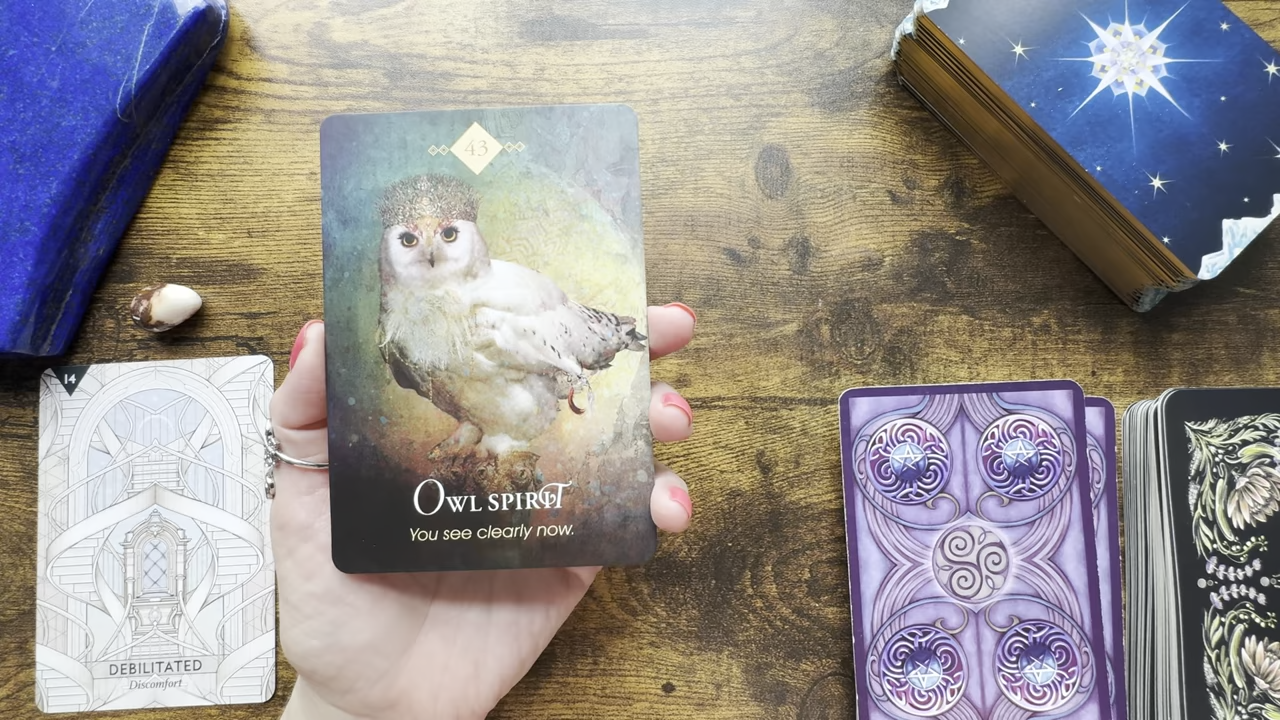 43
OWL SPIRIT
You see clearly now.
14
DEBILITATED
Discomfort